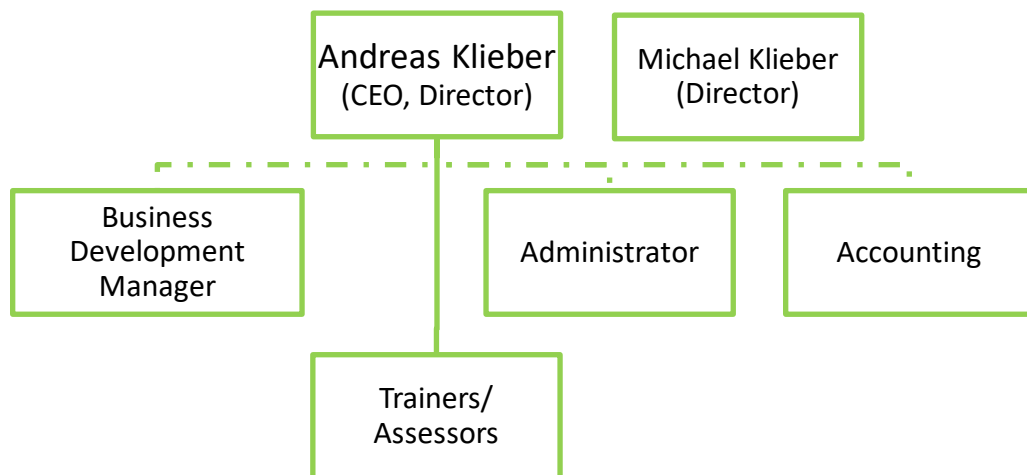 Andreas Klieber
(CEO, Director)
Michael Klieber
(Director)
Business
Development
Manager
Administrator
Accounting
Trainers/
Assessors